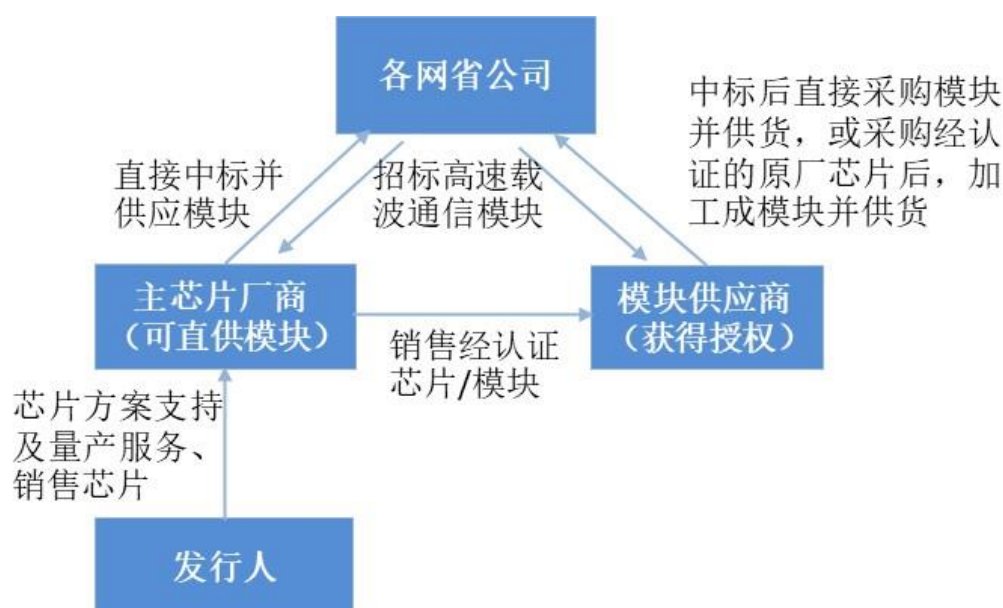 各网省公司
中标后直接采购模块
并供货，或采购经认
证的原厂芯片后，加
工成模块并供货
直接中标并
供应模块
招标高速载
波通信模块
主芯片厂商
（可直供模块）
模块供应商
（获得授权）
销售经认证
芯片/模块
芯片方案支持
及量产服务、
销售芯片
发行人